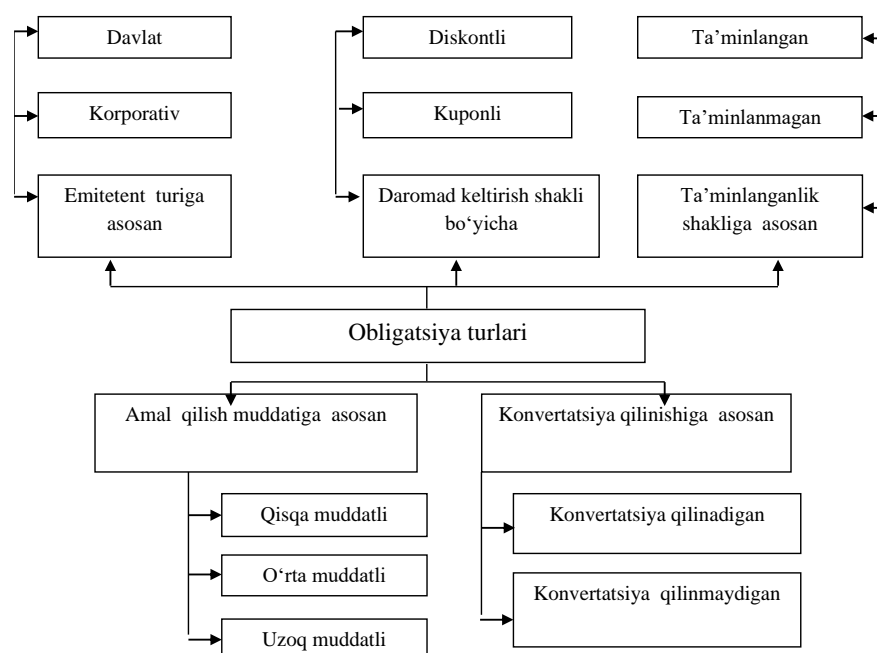 Davlat
Diskontli
Ta’minlangan
Korporativ
Kuponli
Ta’minlanmagan
Emitetent turiga
asosan
Daromad keltirish shakli
bo‘yicha
Ta’minlanganlik
shakliga asosan
Obligatsiya turlari
Amal qilish muddatiga asosan
Konvertatsiya qilinishiga asosan
Qisqa muddatli
O‘rta muddatli
Uzoq muddatli
Konvertatsiya qilinadigan
Konvertatsiya qilinmaydigan